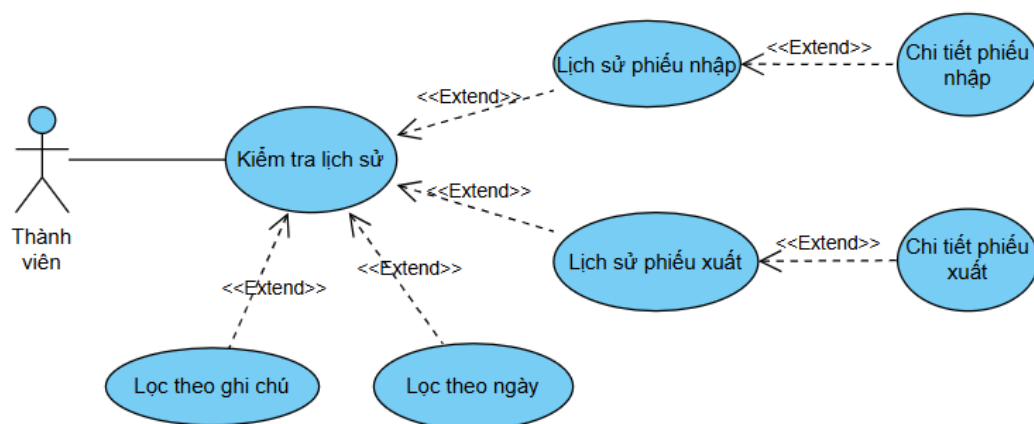 <<Extend>>
Chi tiết phiếu
nhập
Lịch sử phiếu nhập
<<Extend>>
Kiểm tra lịch sử
<<Extend>>
Thành
viên
<<Extend>>
Chi tiết phiếu
xuất
Lịch sử phiếu xuất
<<Extend>>
<<Extend>>
Lọc theo ghi chú
Lọc theo ngày